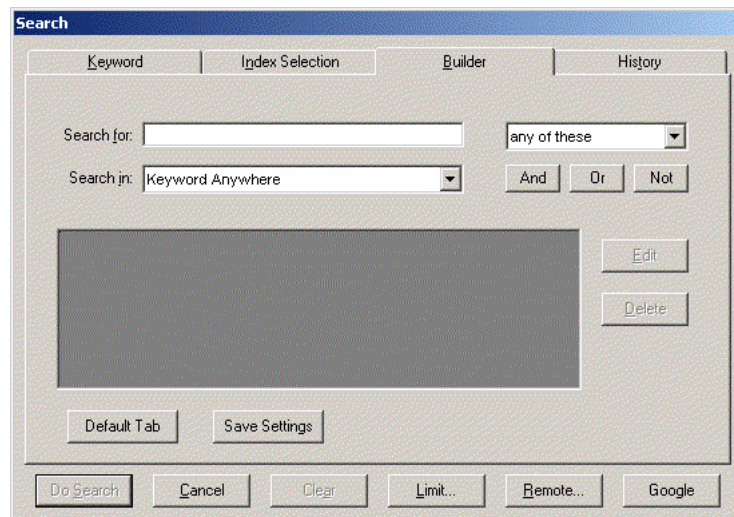 Search
Keyword Index Selection Builder History
Search for: any of these
Search in: Keyword Anywhere And Or Not
Edit
Delete
Default Tab Save Settings
Do Search Cancel Clear Limit... Remote... Google